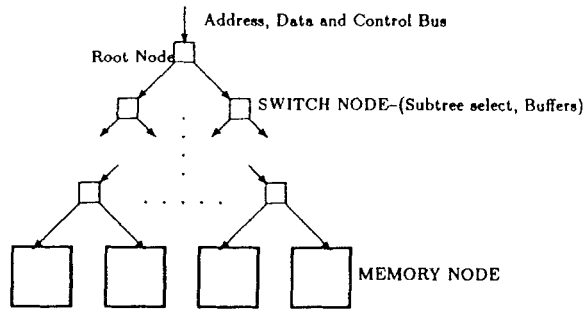 Address, Data and Control Bus
Root Node
SWITCH NODE-(Subtree select, Buffers)
MEMORY NODE